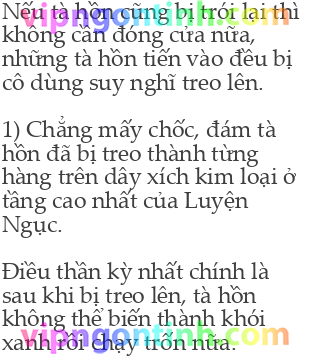 Nếu tà hồn cũng bị trói lại thì
không cần đóng cửa nữa,
những tà hồn tiến vào đều bị
cô dùng suy nghĩ treo lên.
1) Chẳng mấy chốc, đám tà
hồn đã bị treo thành từng
hàng trên dây xích kim loại ở
tầng cao nhất của Luyện
Ngục.
Điều thần kỳ nhất chính là
sau khi bị treo lên, tà hồn
không thể biến thành khói
xanh rồi chạy trốn nữa.
vipngontinh.com
vipngontinh.com